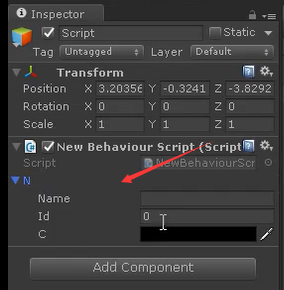 Inspector
Script Static
Tag Untagged Layer Default
Transform
Position X 3.20356 Y -0.3241 Z -3.8292
Rotation X 0 Y 0 Z 0
Scale X 1 Y 1 Z 1
New Behaviour Script (Script
Script NewBehaviourScr
N
Name
Id 0
C
Add Component